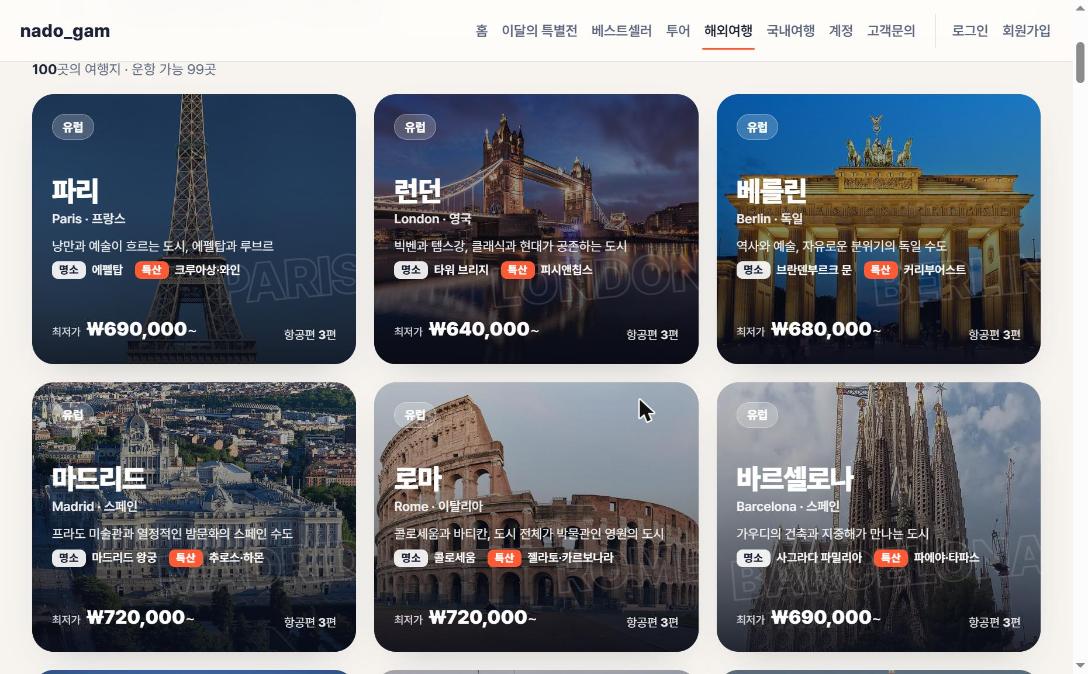 nado_gam
홈 이달의 특별전 베스트셀러 투어 해외여행 국내여행 계정 고객문의 로그인 회원가입
100곳의 여행지 · 운항 가능 99곳
유럽
파리
Paris · 프랑스
낭만과 예술이 흐르는 도시, 에펠탑과 루브르
명소 에펠탑 특산 크루아상·와인
PARIS
최저가 ₩690,000~ 항공편 3편
유럽
런던
London · 영국
빅벤과 템스강, 클래식과 현대가 공존하는 도시
명소 타워 브리지 특산 피시앤칩스
LONDON
최저가 ₩640,000~ 항공편 3편
유럽
베를린
Berlin · 독일
역사와 예술, 자유로운 분위기의 독일 수도
명소 브란덴부르크 문 특산 커리부어스트
BERLIN
최저가 ₩680,000~ 항공편 3편
유럽
마드리드
Madrid · 스페인
프라도 미술관과 열정적인 밤문화의 스페인 수도
명소 마드리드 왕궁 특산 추로스·하몬
최저가 ₩720,000~ 항공편 3편
유럽
로마
Rome · 이탈리아
콜로세움과 바티칸, 도시 전체가 박물관인 영원의 도시
명소 콜로세움 특산 젤라토·카르보나라
ROME
최저가 ₩720,000~ 항공편 3편
유럽
바르셀로나
Barcelona · 스페인
가우디의 건축과 지중해가 만나는 도시
명소 사그라다 파밀리아 특산 파에야·타파스
BARCELONA
최저가 ₩690,000~ 항공편 3편